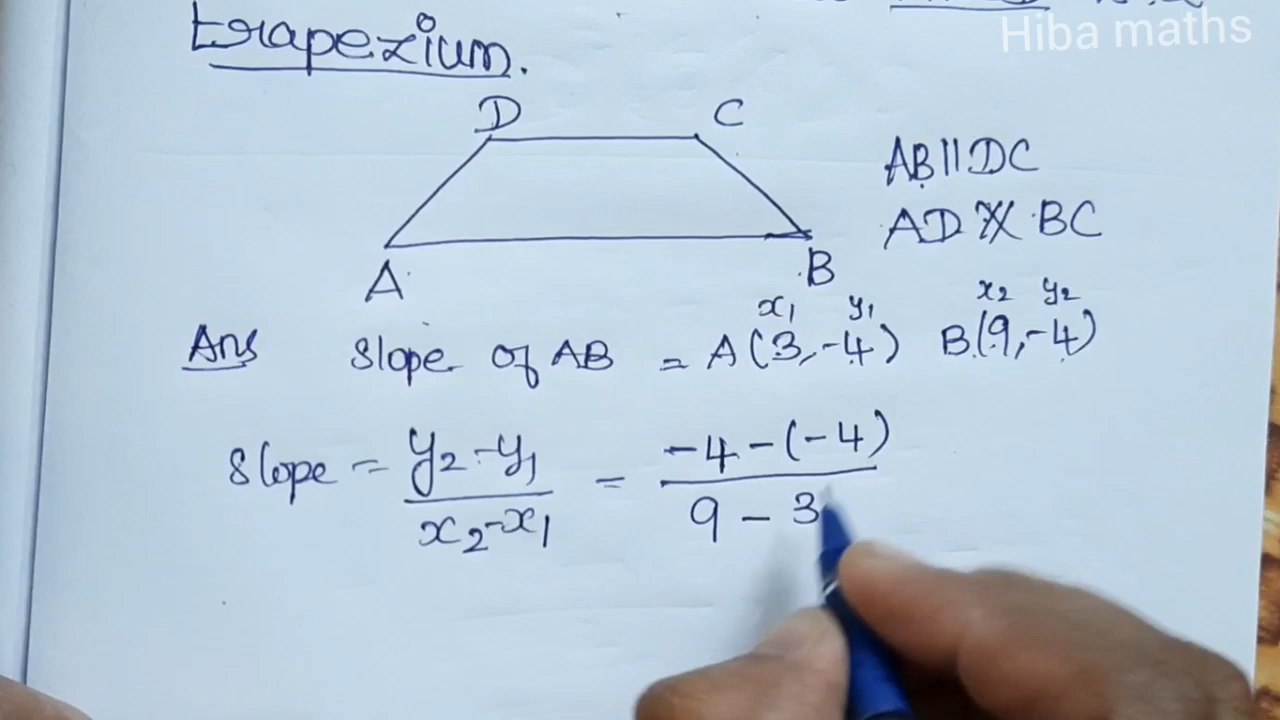 Hiba maths
trapezium.
D C
AB || DC
AD ∦ BC
A B
x₁ y₁ x₂ y₂
Ans Slope of AB = A(3,-4) B(9,-4)
Slope = y₂-y₁ / x₂-x₁ = -4-(-4) / 9-3